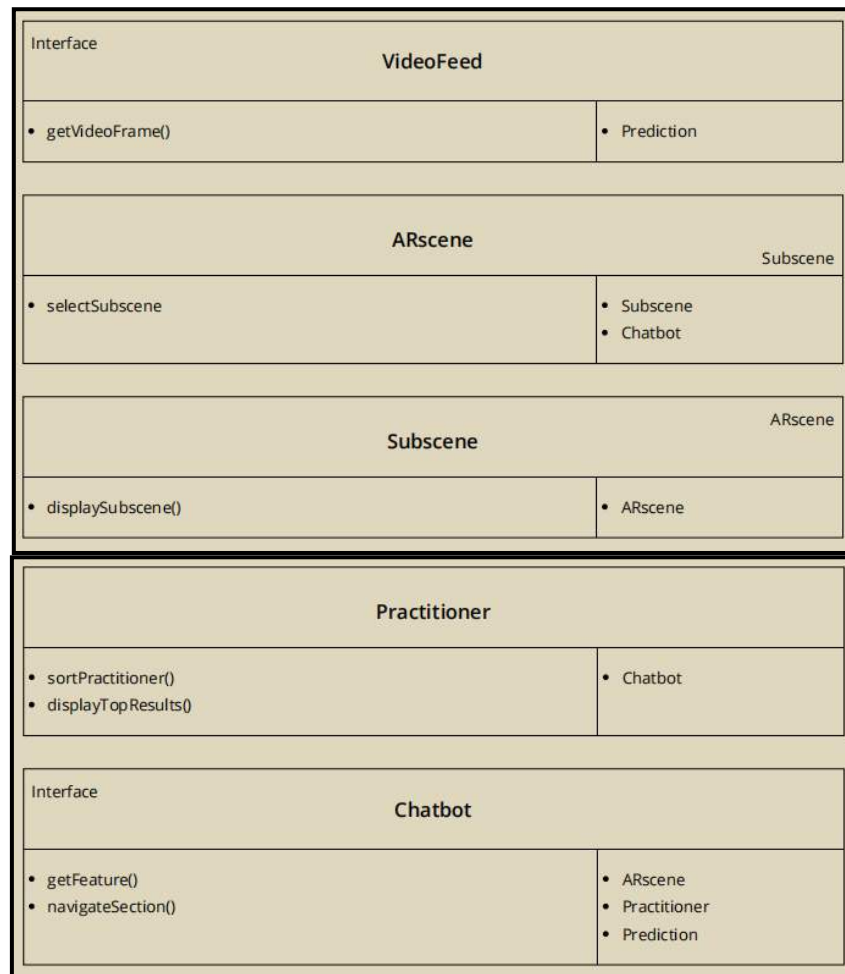 Interface
VideoFeed
• getVideoFrame()
• Prediction
ARscene
Subscene
• selectSubscene
• Subscene
• Chatbot
ARscene
Subscene
• displaySubscene()
• ARscene
Practitioner
• sortPractitioner()
• displayTopResults()
• Chatbot
Interface
Chatbot
• getFeature()
• navigateSection()
• ARscene
• Practitioner
• Prediction